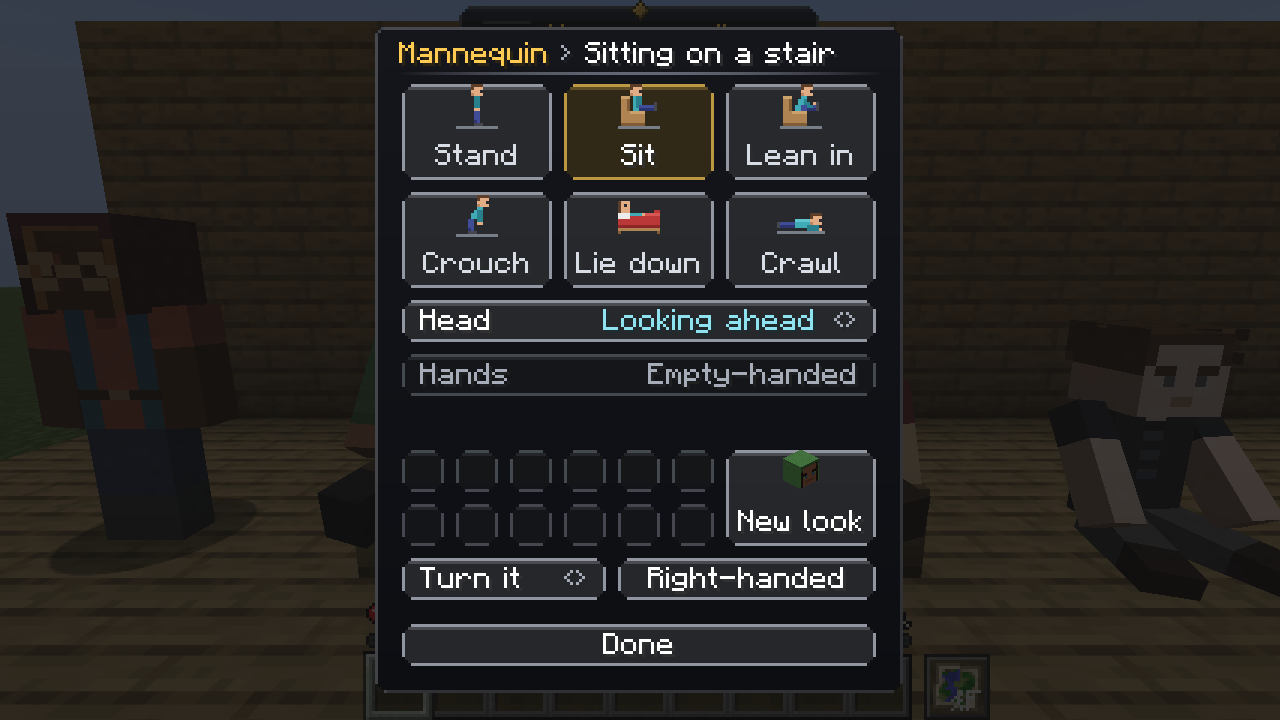 Mannequin > Sitting on a stair
Stand
Sit
Lean in
Crouch
Lie down
Crawl
Head
Looking ahead <>
Hands
Empty-handed
New look
Turn it <>
Right-handed
Done